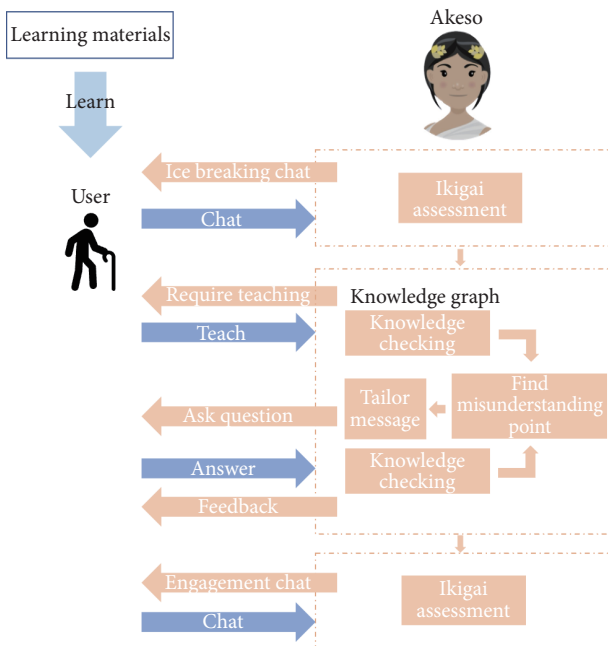 Akeso
Learning materials
Learn
User
Ice breaking chat
Chat
Ikigai
assessment
Require teaching
Teach
Knowledge graph
Knowledge
checking
Find
misunderstanding
point
Tailor
message
Ask question
Answer
Knowledge
checking
Feedback
Engagement chat
Chat
Ikigai
assessment